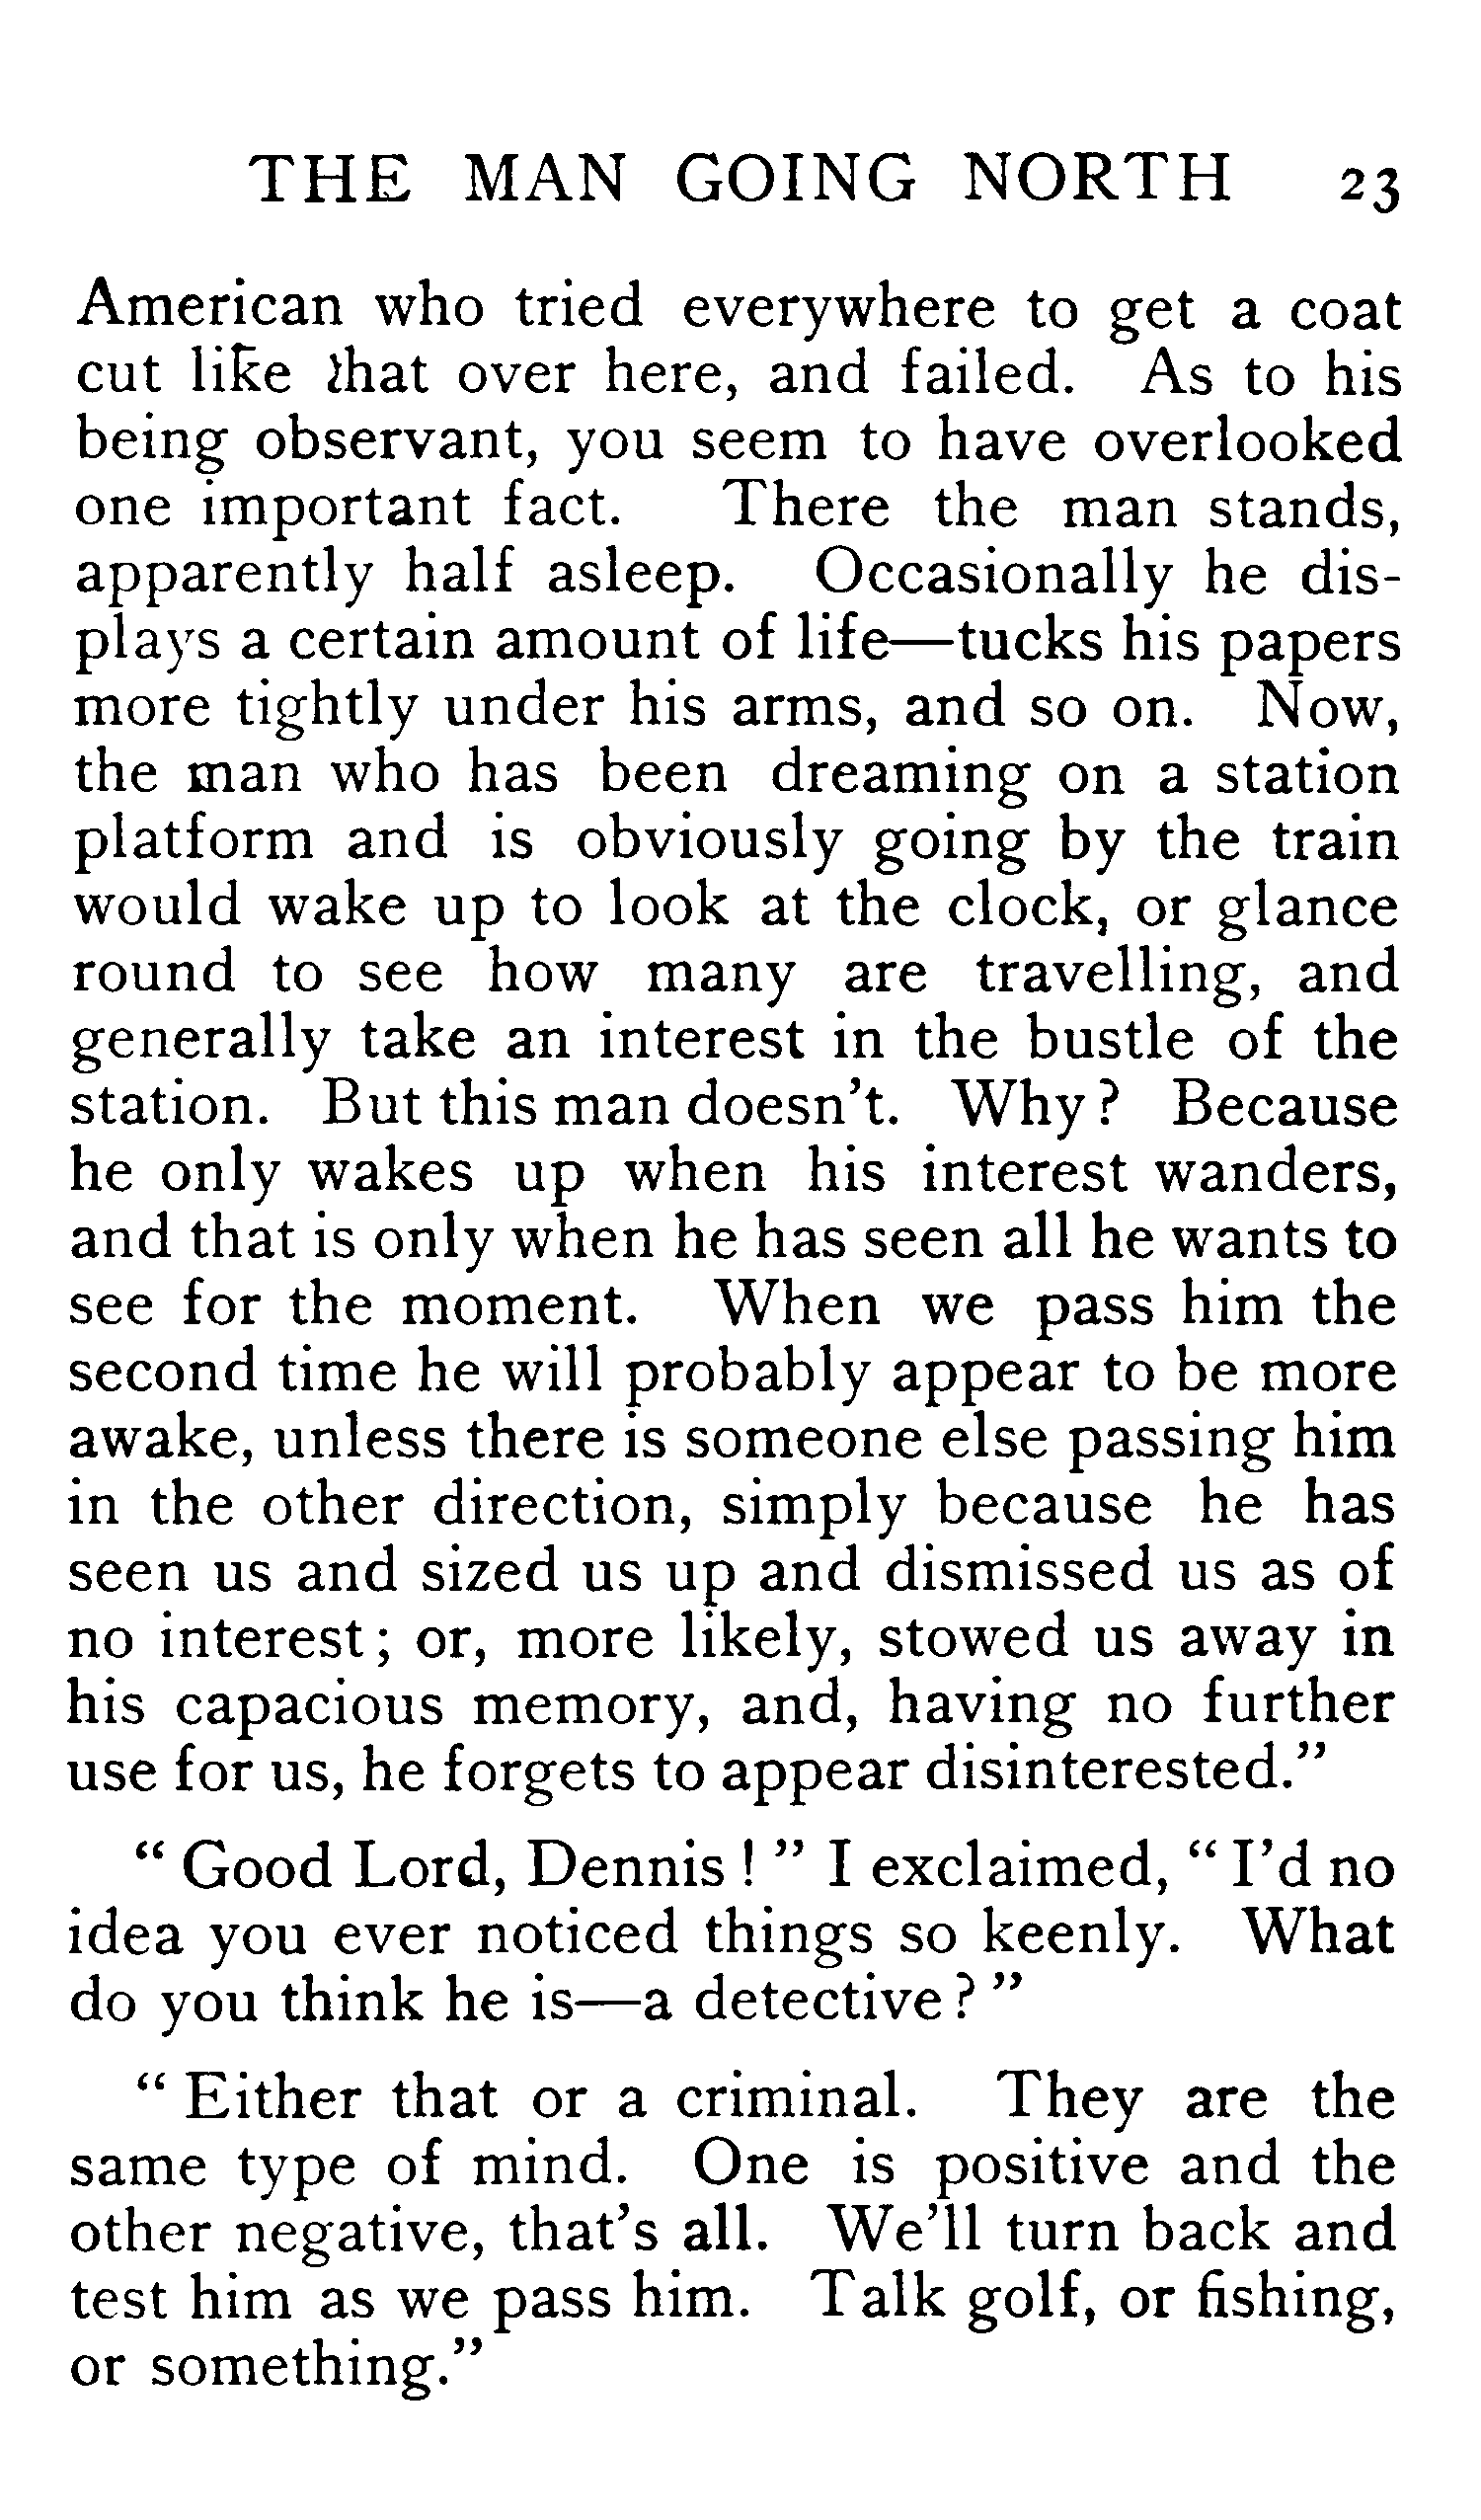 THE MAN GOING NORTH 23
American who tried everywhere to get a coat
cut like that over here, and failed. As to his
being observant, you seem to have overlooked
one important fact. There the man stands,
apparently half asleep. Occasionally he dis-
plays a certain amount of life—tucks his papers
more tightly under his arms, and so on. Now,
the man who has been dreaming on a station
platform and is obviously going by the train
would wake up to look at the clock, or glance
round to see how many are travelling, and
generally take an interest in the bustle of the
station. But this man doesn't. Why? Because
he only wakes up when his interest wanders,
and that is only when he has seen all he wants to
see for the moment. When we pass him the
second time he will probably appear to be more
awake, unless there is someone else passing him
in the other direction, simply because he has
seen us and sized us up and dismissed us as of
no interest; or, more likely, stowed us away in
his capacious memory, and, having no further
use for us, he forgets to appear disinterested."
"Good Lord, Dennis!" I exclaimed, "I'd no
idea you ever noticed things so keenly. What
do you think he is—a detective?"
"Either that or a criminal. They are the
same type of mind. One is positive and the
other negative, that's all. We'll turn back and
test him as we pass him. Talk golf, or fishing,
or something."